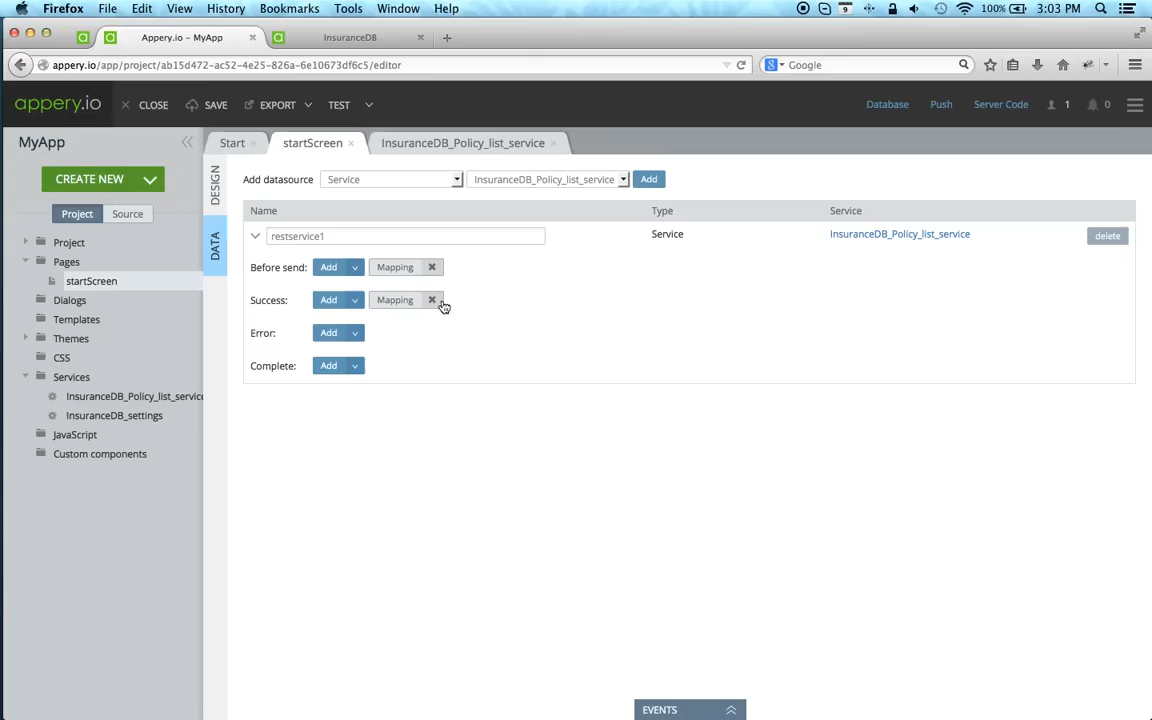 Firefox File Edit View History Bookmarks Tools Window Help 9 100% 3:03 PM
Appery.io – MyApp InsuranceDB
appery.io/app/project/ab15d472-ac52-4e25-826a-6e10673df6c5/editor Google
appery.io CLOSE SAVE EXPORT TEST Database Push Server Code 1 0
MyApp Start startScreen InsuranceDB_Policy_list_service
CREATE NEW
Project Source
Project
Pages
startScreen
Dialogs
Templates
Themes
CSS
Services
InsuranceDB_Policy_list_service
InsuranceDB_settings
JavaScript
Custom components
DESIGN
DATA
Add datasource Service InsuranceDB_Policy_list_service Add
Name Type Service
restservice1 Service InsuranceDB_Policy_list_service delete
Before send: Add Mapping
Success: Add Mapping
Error: Add
Complete: Add
EVENTS